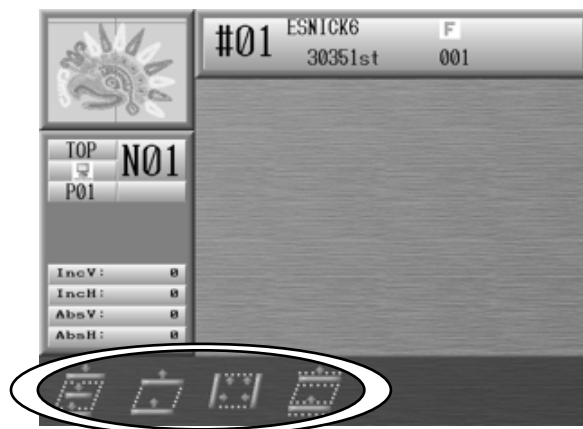 #01 ESNICK6 F
30351st 001
TOP N01
P01
IncV: 0
IncH: 0
AbsV: 0
AbsH: 0